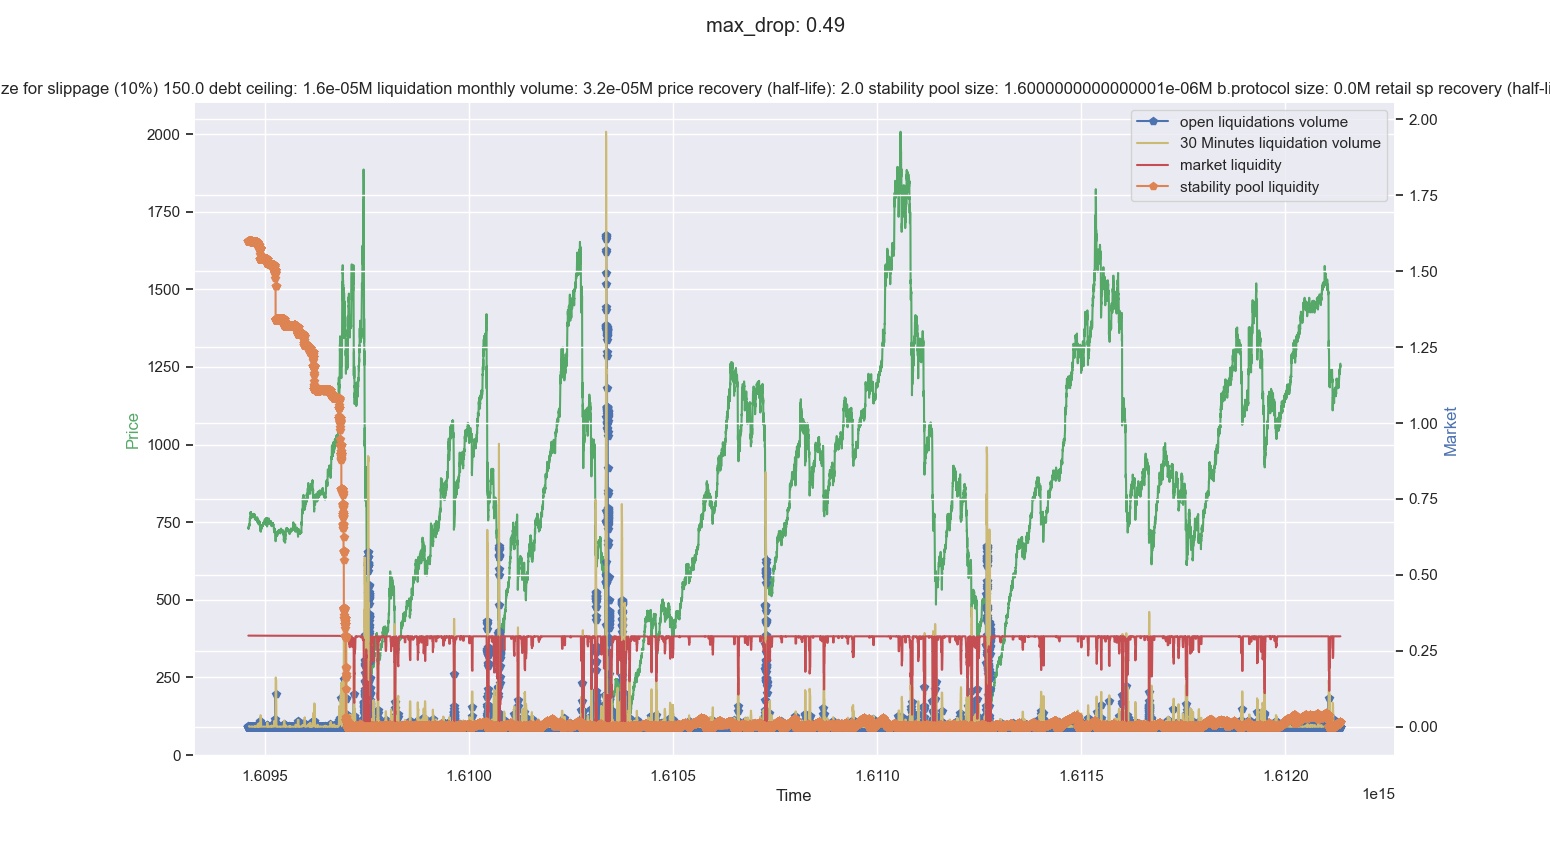 max_drop: 0.49
ze for slippage (10%) 150.0 debt ceiling: 1.6e-05M liquidation monthly volume: 3.2e-05M price recovery (half-life): 2.0 stability pool size: 1.6000000000000001e-06M b.protocol size: 0.0M retail sp recovery (half-li
open liquidations volume
30 Minutes liquidation volume
market liquidity
stability pool liquidity
Price
2000
1750
1500
1250
1000
750
500
250
0
2.00
1.75
1.50
1.25
1.00
0.75
0.50
0.25
0.00
Market
1.6095 1.6100 1.6105 1.6110 1.6115 1.6120
Time
1e15